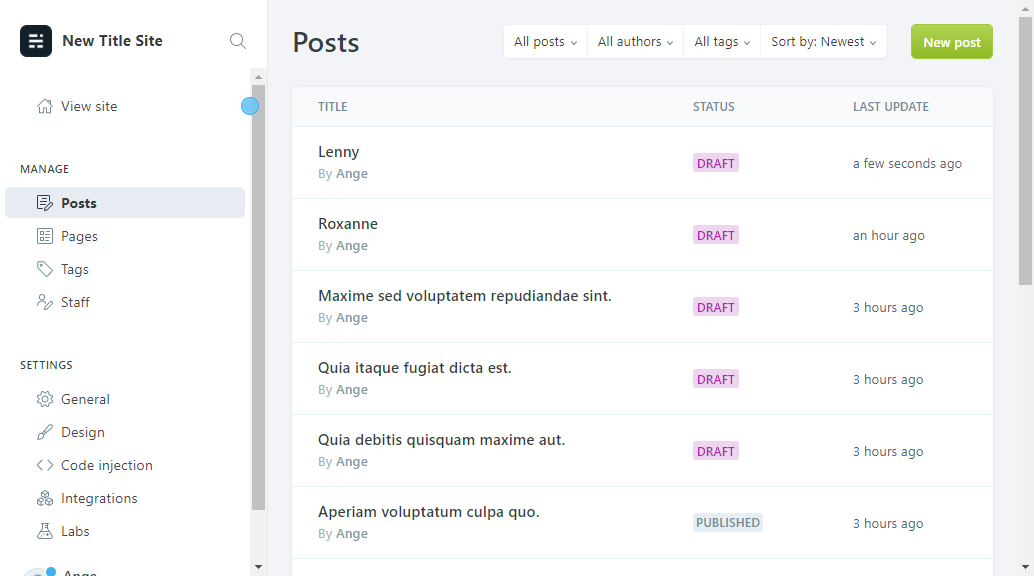 New Title Site
View site
MANAGE
Posts
Pages
Tags
Staff
SETTINGS
General
Design
Code injection
Integrations
Labs
Ange
Posts
All posts
All authors
All tags
Sort by: Newest
New post
TITLE STATUS LAST UPDATE
Lenny
By Ange
DRAFT
a few seconds ago
Roxanne
By Ange
DRAFT
an hour ago
Maxime sed voluptatem repudiandae sint.
By Ange
DRAFT
3 hours ago
Quia itaque fugiat dicta est.
By Ange
DRAFT
3 hours ago
Quia debitis quisquam maxime aut.
By Ange
DRAFT
3 hours ago
Aperiam voluptatum culpa quo.
By Ange
PUBLISHED
3 hours ago